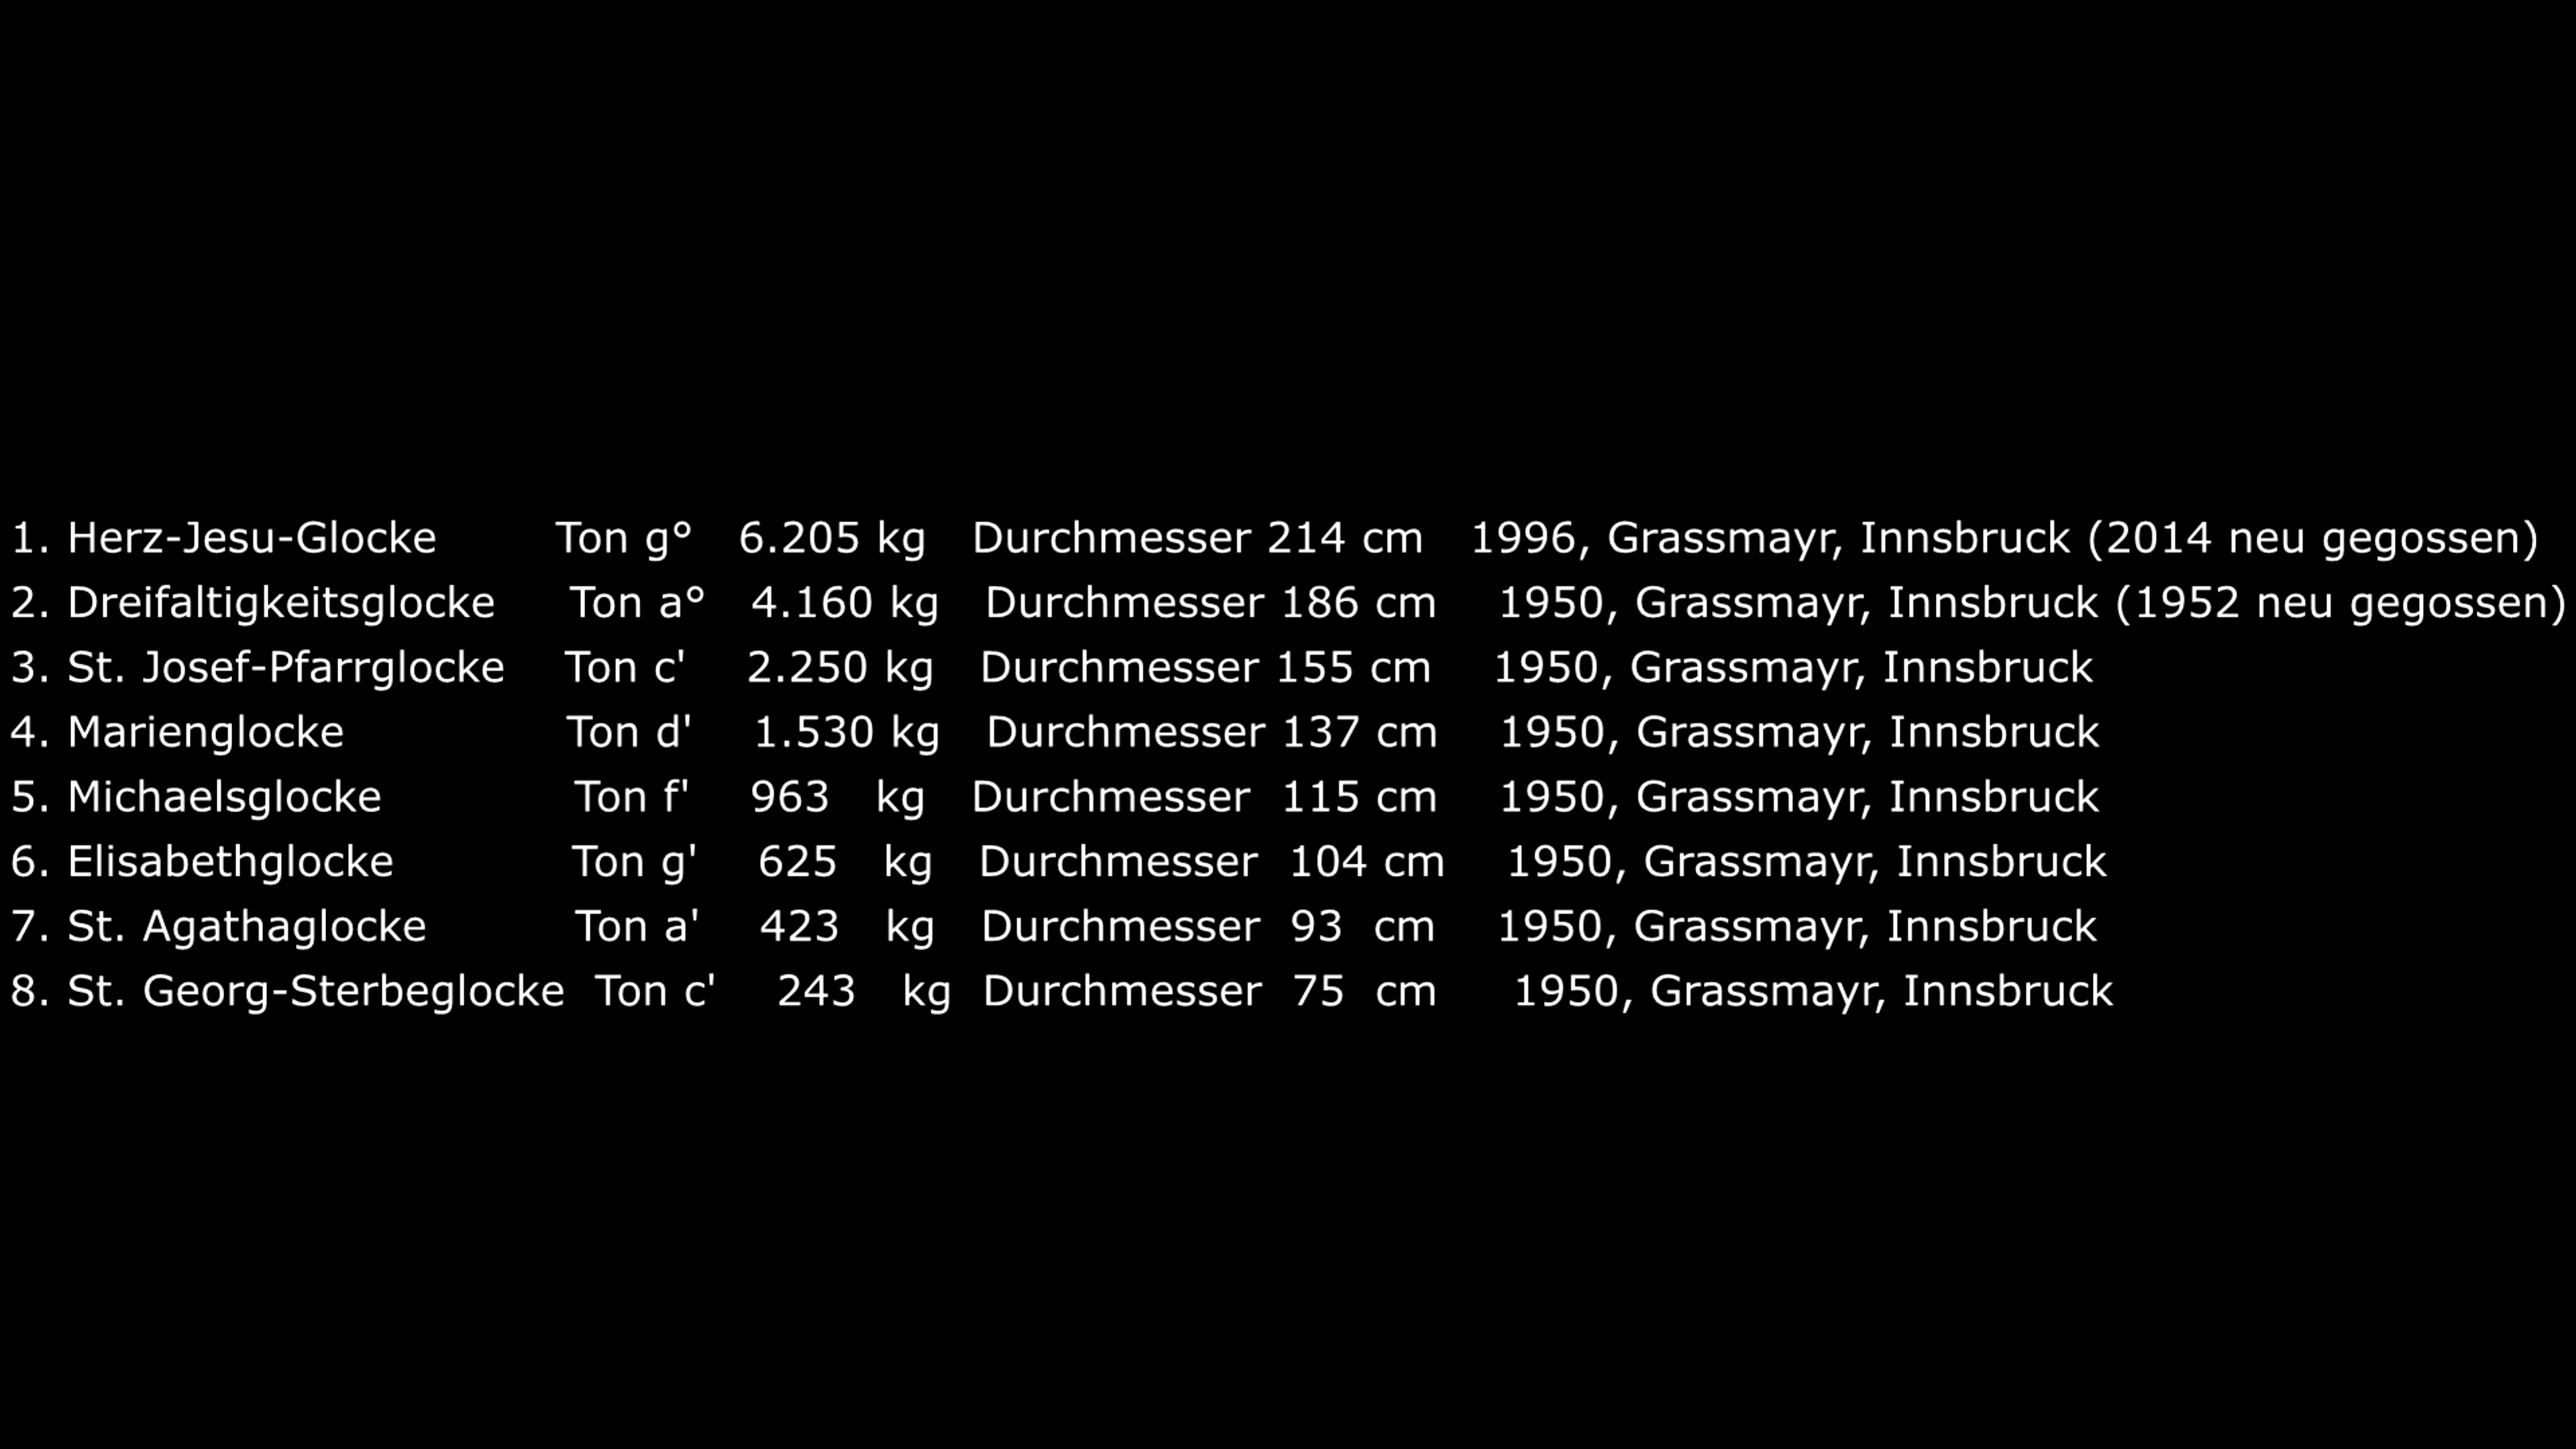 1. Herz-Jesu-Glocke Ton g° 6.205 kg Durchmesser 214 cm 1996, Grassmayr, Innsbruck (2014 neu gegossen)
2. Dreifaltigkeitsglocke Ton a° 4.160 kg Durchmesser 186 cm 1950, Grassmayr, Innsbruck (1952 neu gegossen)
3. St. Josef-Pfarrglocke Ton c' 2.250 kg Durchmesser 155 cm 1950, Grassmayr, Innsbruck
4. Marienglocke Ton d' 1.530 kg Durchmesser 137 cm 1950, Grassmayr, Innsbruck
5. Michaelsglocke Ton f' 963 kg Durchmesser 115 cm 1950, Grassmayr, Innsbruck
6. Elisabethglocke Ton g' 625 kg Durchmesser 104 cm 1950, Grassmayr, Innsbruck
7. St. Agathaglocke Ton a' 423 kg Durchmesser 93 cm 1950, Grassmayr, Innsbruck
8. St. Georg-Sterbeglocke Ton c' 243 kg Durchmesser 75 cm 1950, Grassmayr, Innsbruck